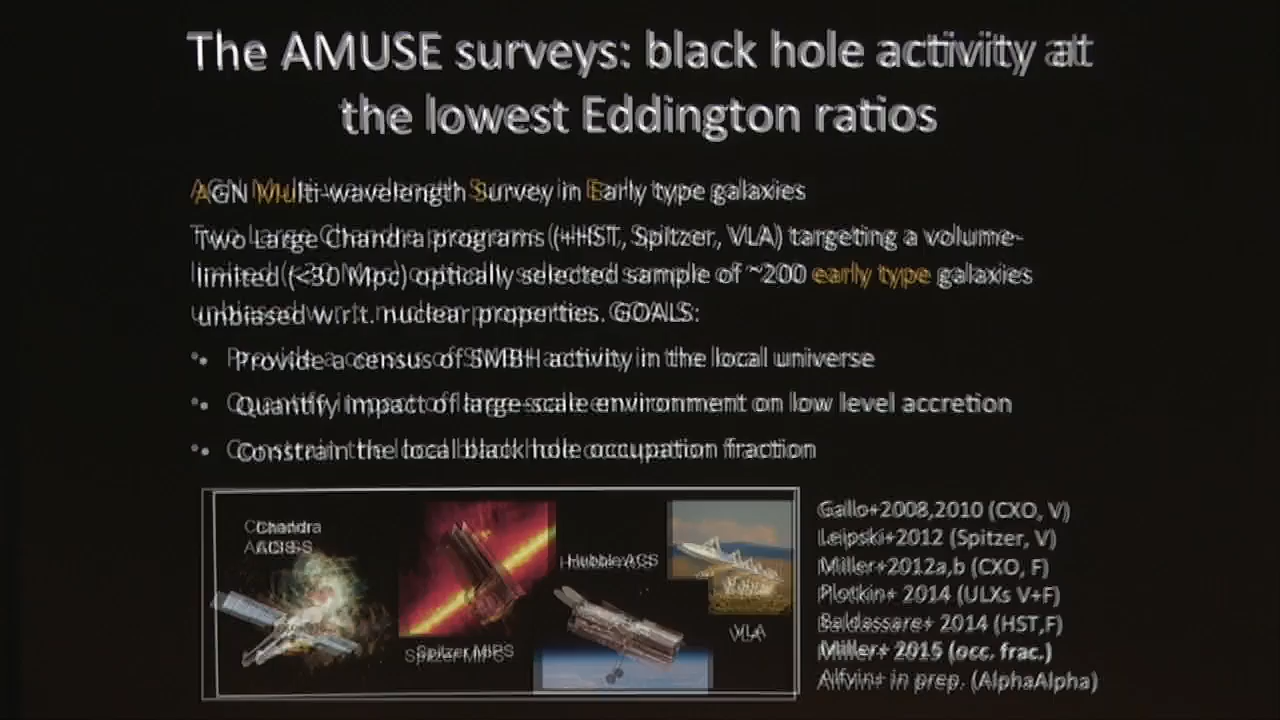 The AMUSE surveys: black hole activity at
the lowest Eddington ratios
AGN Multi-wavelength Survey in Early type galaxies
Two Large Chandra programs (+HST, Spitzer, VLA) targeting a volume-
limited (<30 Mpc) optically selected sample of ~200 early type galaxies
unbiased w.r.t. nuclear properties. GOALS:
• Provide a census of SMBH activity in the local universe
• Quantify impact of large-scale environment on low level accretion
• Constrain the local black hole occupation fraction
Chandra
ACIS-S
Spitzer MIPS
Hubble ACS
VLA
Gallo+2008,2010 (CXO, V)
Leipski+2012 (Spitzer, V)
Miller+2012a,b (CXO, F)
Plotkin+ 2014 (ULXs V+F)
Baldassare+ 2014 (HST,F)
Miller+ 2015 (occ. frac.)
Alfvin+ in prep. (AlphaAlpha)